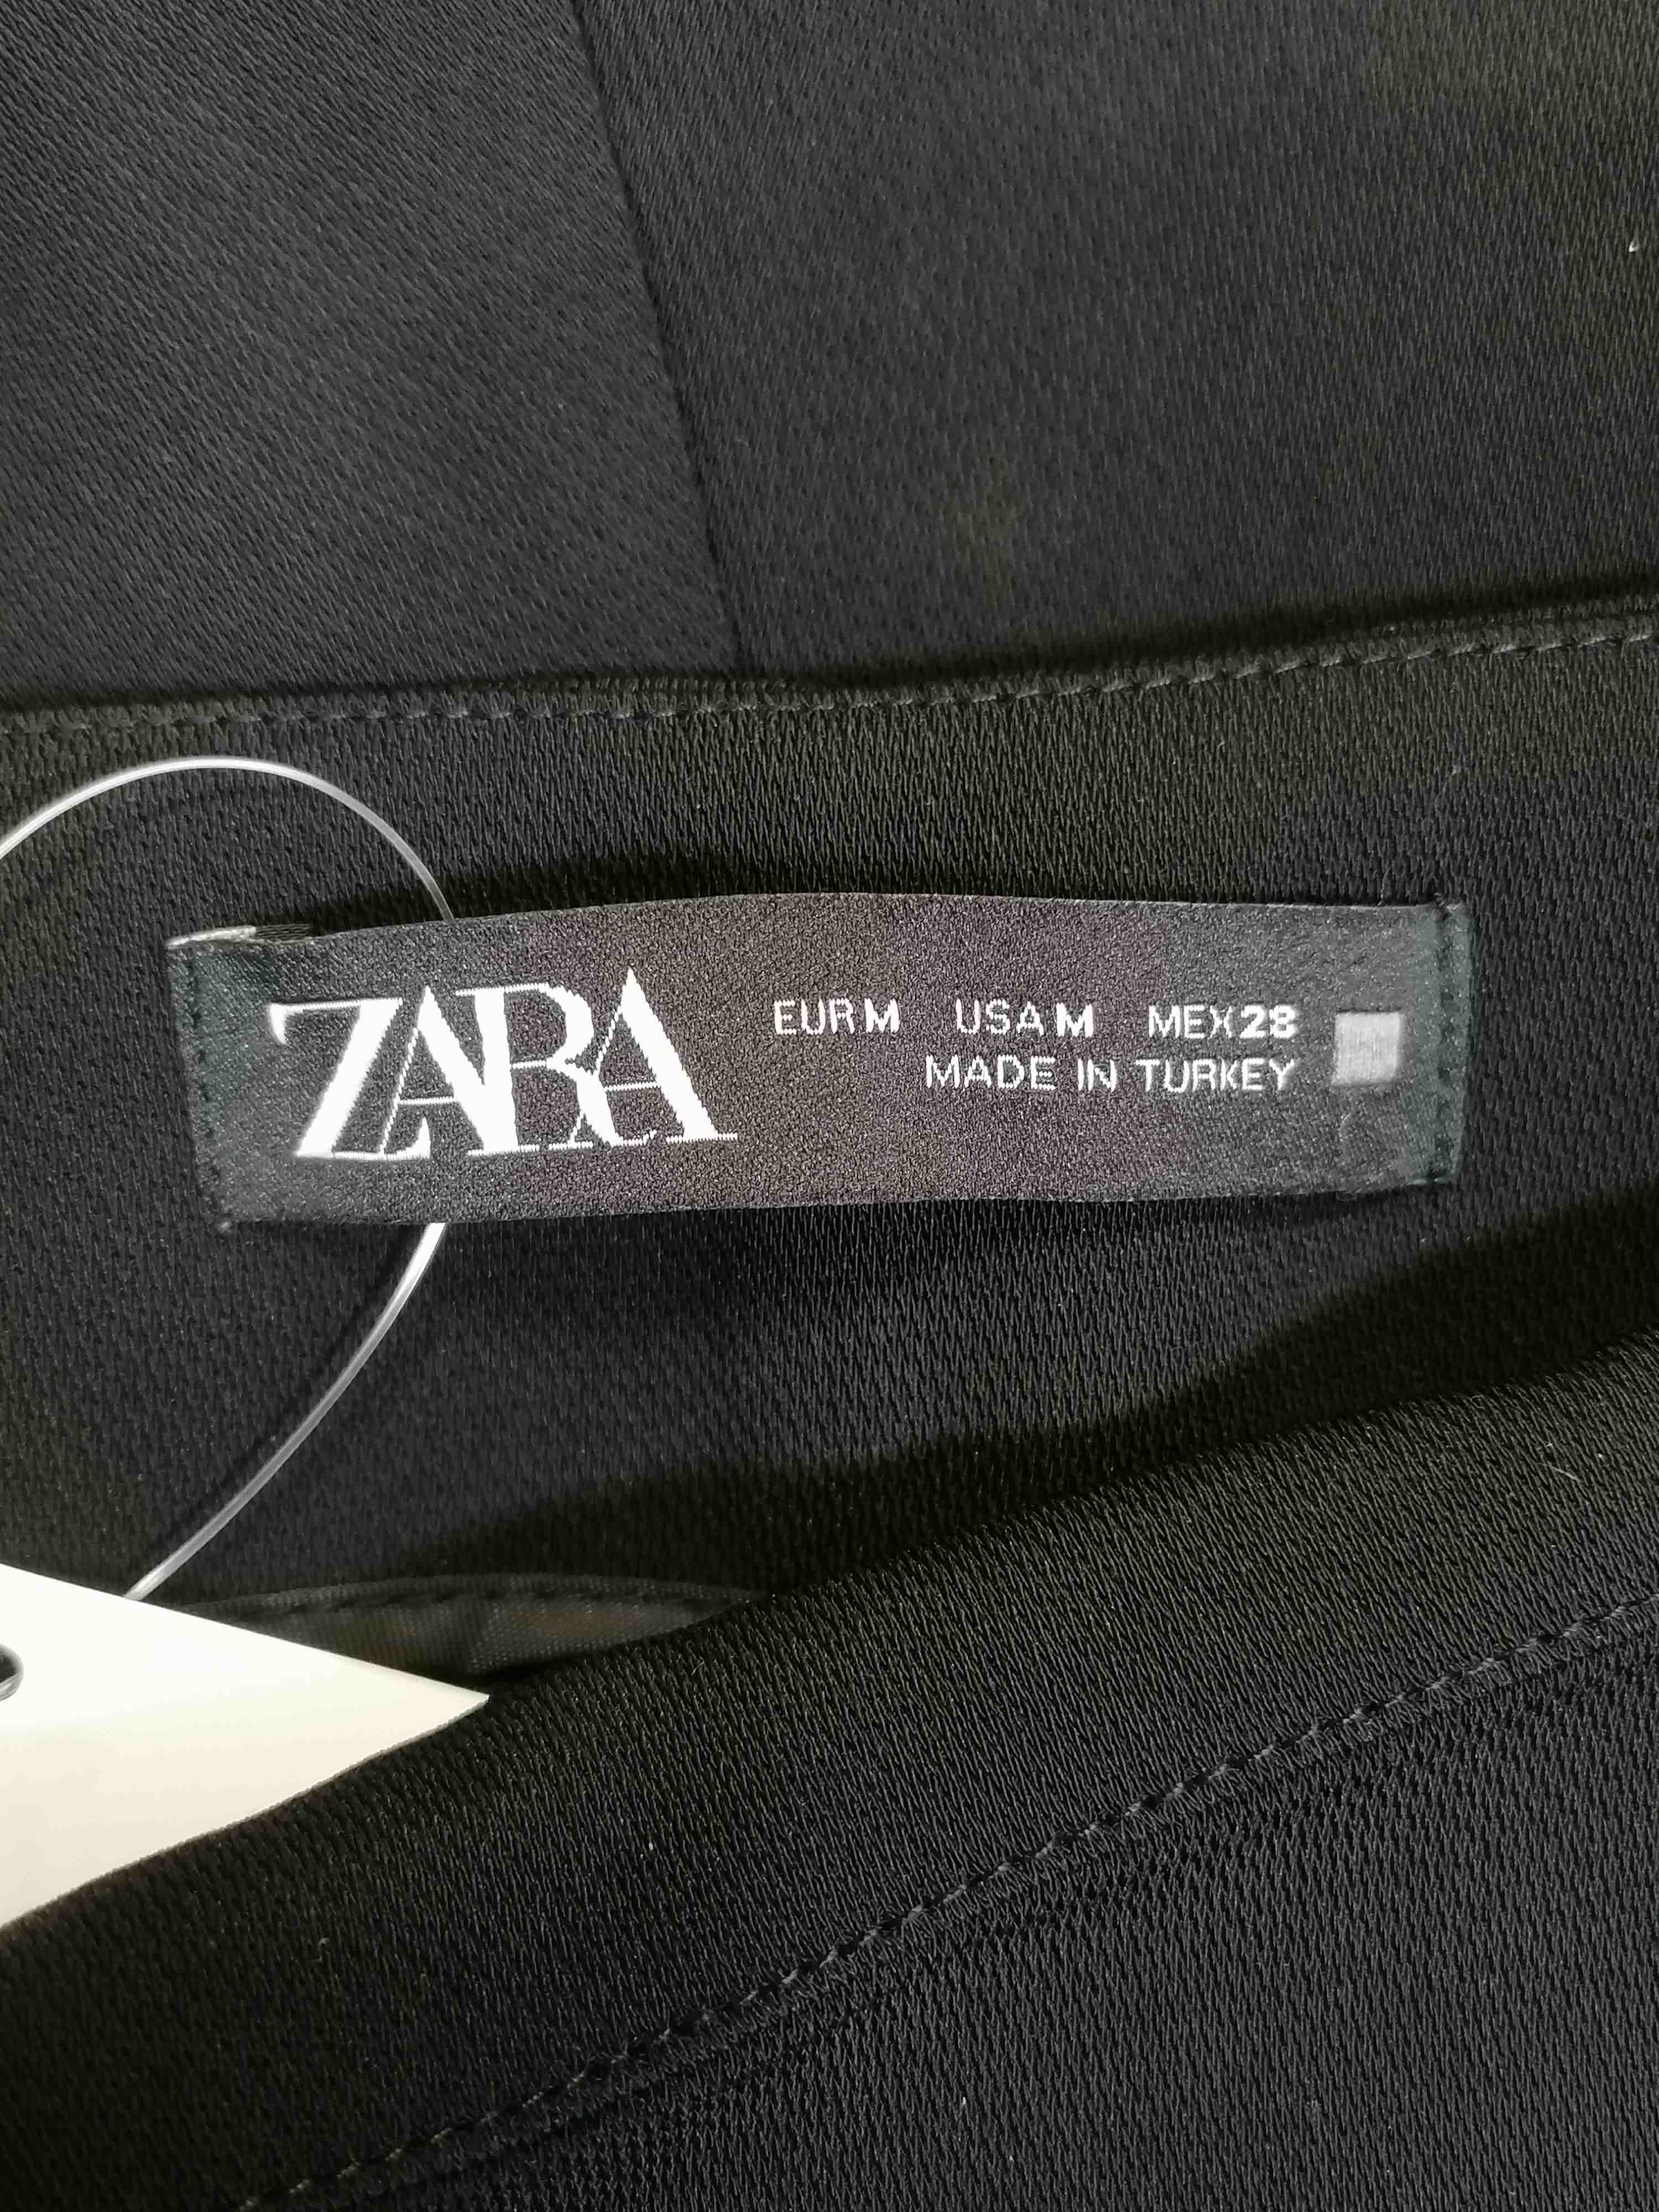 ZARA
EUR M USA M MEX 28
MADE IN TURKEY